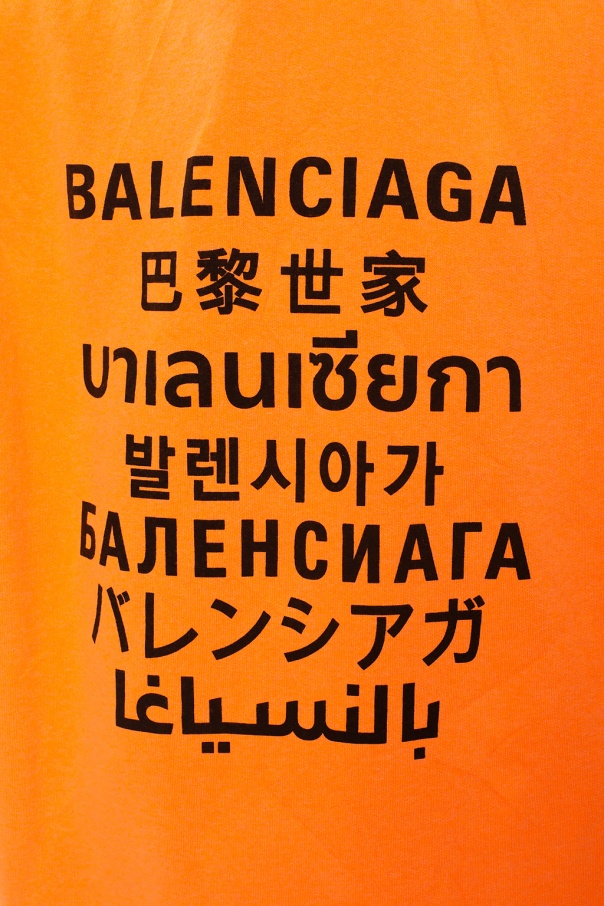 BALENCIAGA
巴黎世家
บาเลนเซียกา
발렌시아가
БАЛЕНСИАГА
バレンシアガ
بالنسياغا